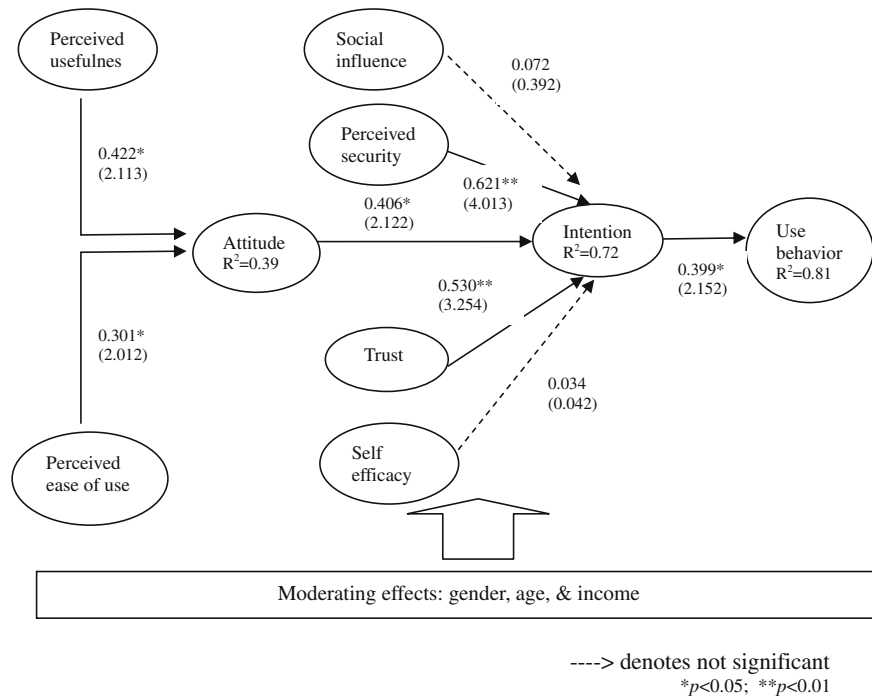 Perceived
usefulnes
Social
influence
0.072
(0.392)
Perceived
security
0.422*
(2.113)
0.621**
(4.013)
0.406*
(2.122)
Attitude
R²=0.39
Intention
R²=0.72
Use
behavior
R²=0.81
0.399*
(2.152)
0.530**
(3.254)
0.301*
(2.012)
Trust
0.034
(0.042)
Self
efficacy
Perceived
ease of use
Moderating effects: gender, age, & income
----> denotes not significant
*p<0.05; **p<0.01